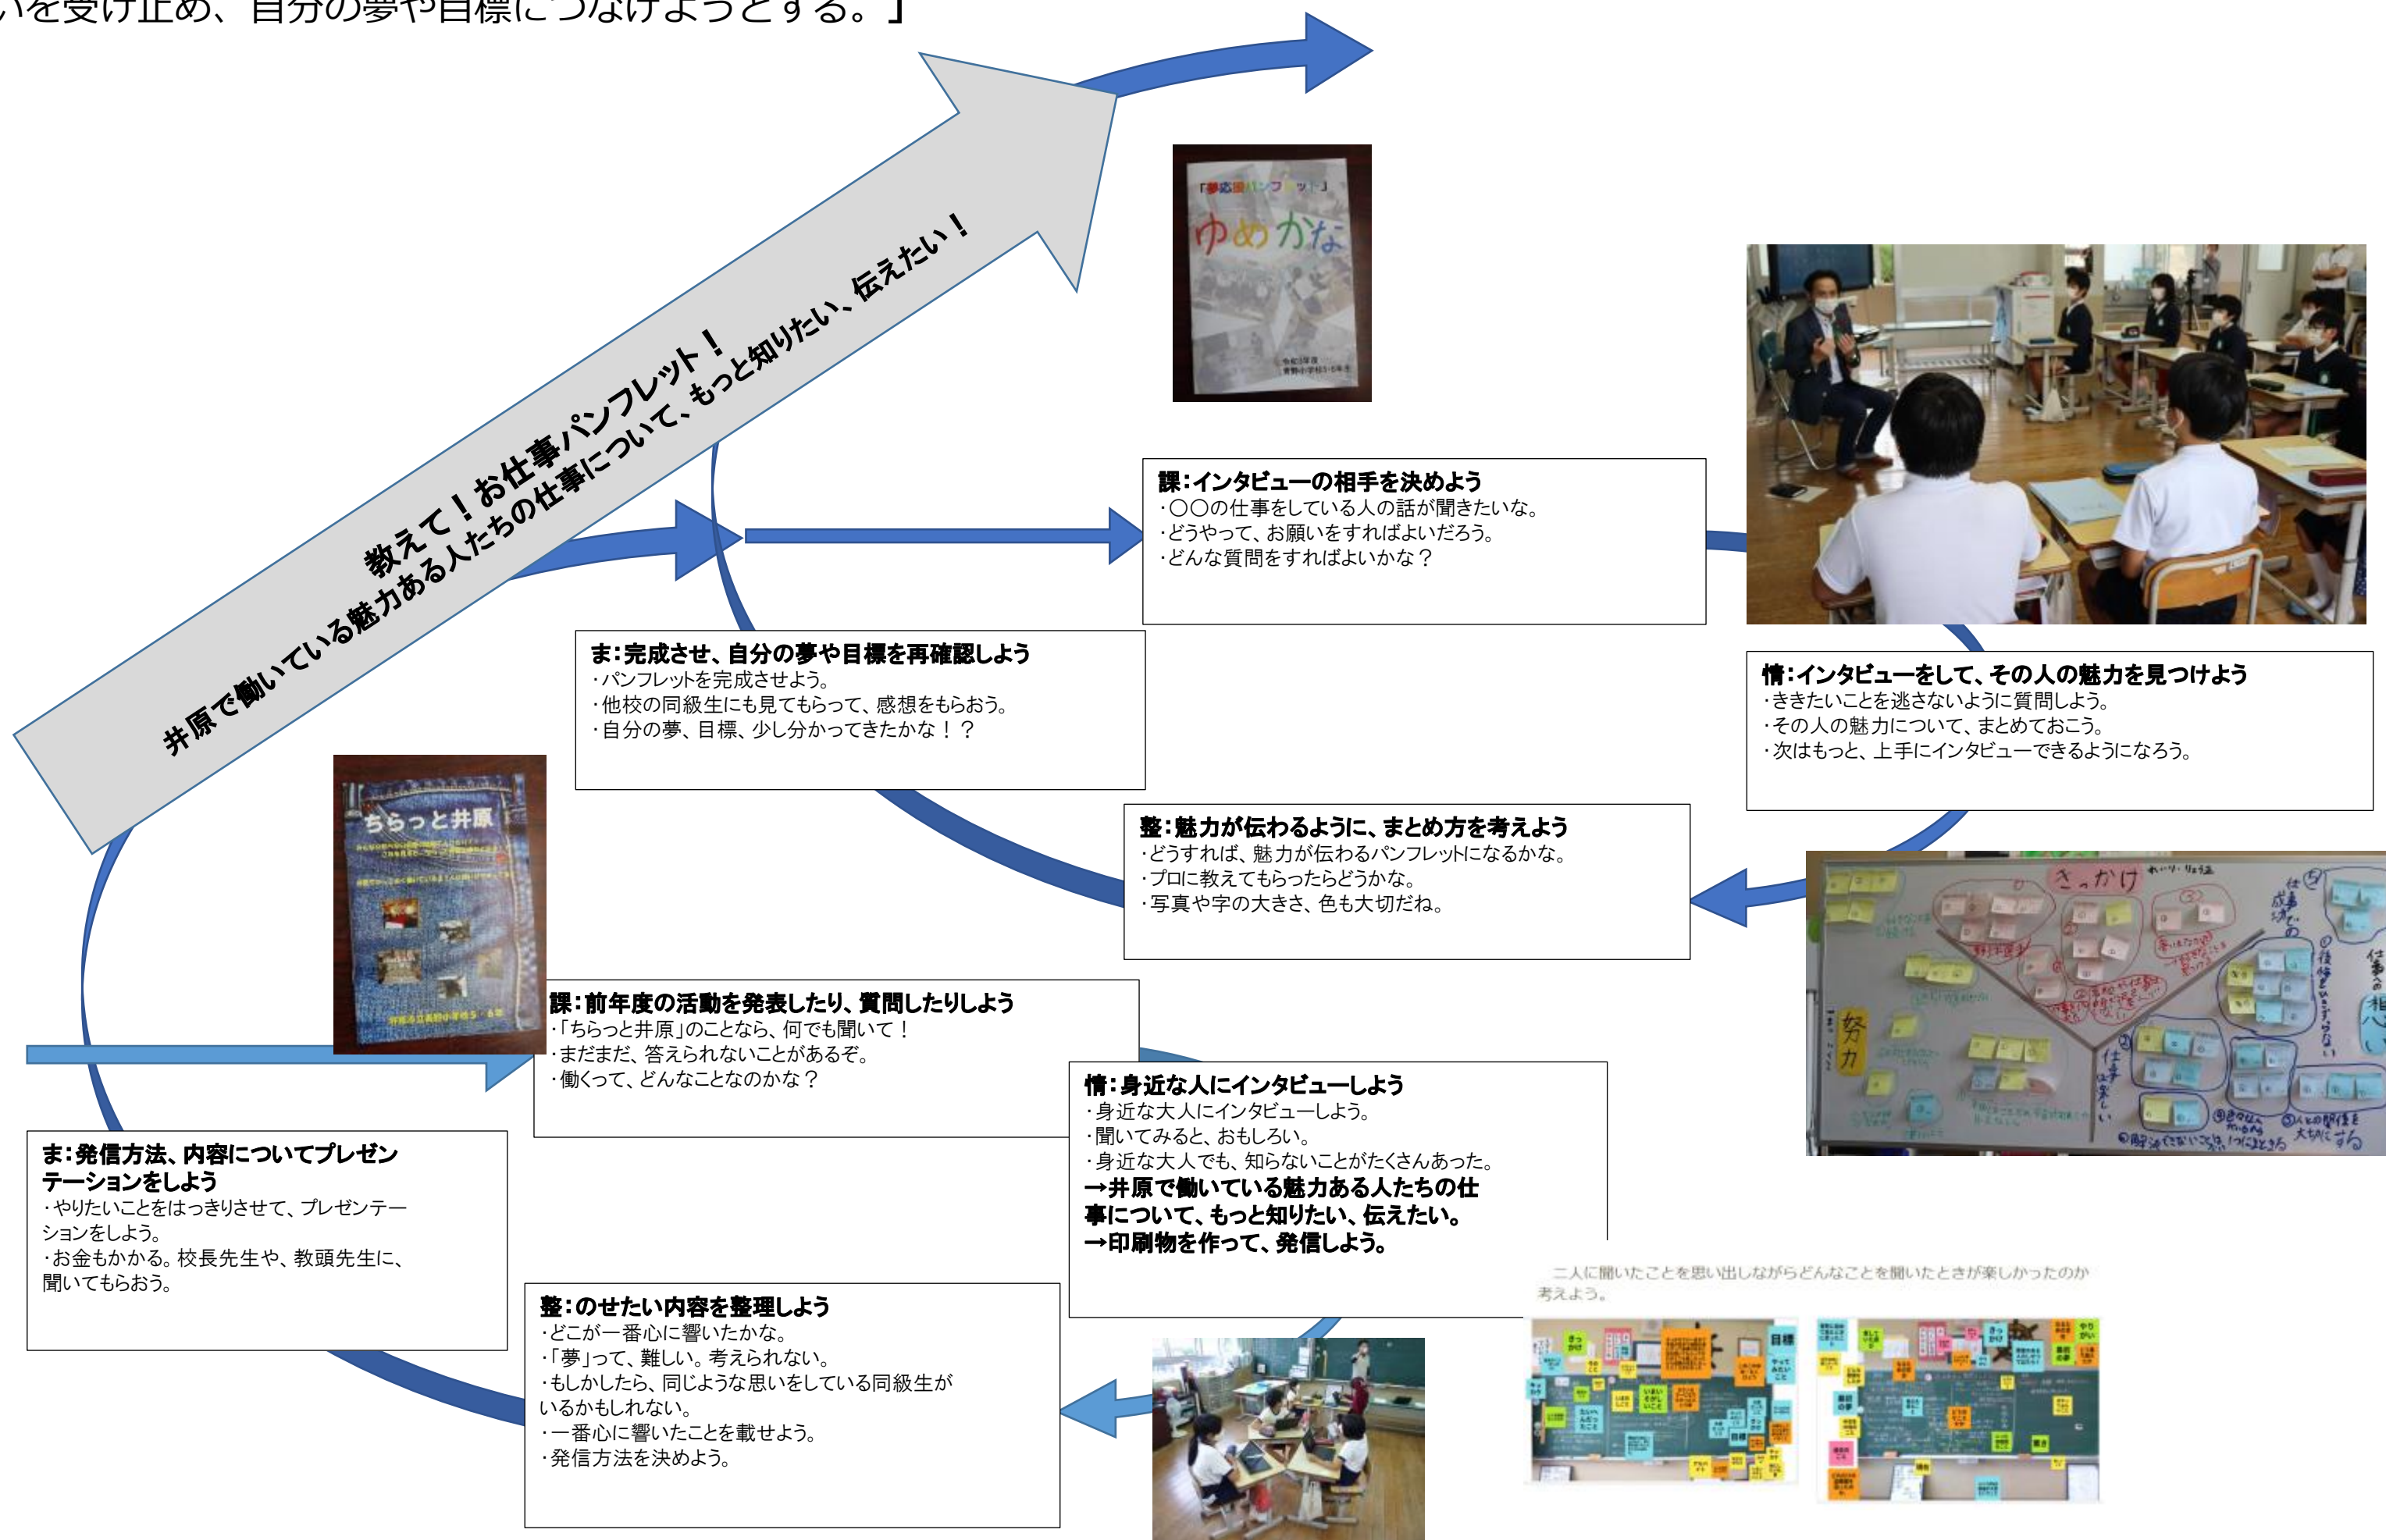 いを受け止め、自分の夢や目標につなげようとする。】
教えて！お仕事パンフレット！
井原で働いている魅力ある人たちの仕事について、もっと知りたい、伝えたい！
「夢応援パンフレット」
ゆめかな
課：インタビューの相手を決めよう
・〇〇の仕事をしている人の話が聞きたいな。
・どうやって、お願いをすればよいだろう。
・どんな質問をすればよいかな？
ま：完成させ、自分の夢や目標を再確認しよう
・パンフレットを完成させよう。
・他校の同級生にも見てもらって、感想をもらおう。
・自分の夢、目標、少し分かってきたかな！？
情：インタビューをして、その人の魅力を見つけよう
・ききたいことを逃さないように質問しよう。
・その人の魅力について、まとめておこう。
・次はもっと、上手にインタビューできるようになろう。
整：魅力が伝わるように、まとめ方を考えよう
・どうすれば、魅力が伝わるパンフレットになるかな。
・プロに教えてもらったらどうかな。
・写真や字の大きさ、色も大切だね。
ちらっと井原
きっかけ
努力
仕事は楽しい
大切にする
課：前年度の活動を発表したり、質問したりしよう
・「ちらっと井原」のことなら、何でも聞いて！
・まだまだ、答えられないことがあるぞ。
・働くって、どんなことなのかな？
情：身近な人にインタビューしよう
・身近な大人にインタビューしよう。
・聞いてみると、おもしろい。
・身近な大人でも、知らないことがたくさんあった。
→井原で働いている魅力ある人たちの仕
事について、もっと知りたい、伝えたい。
→印刷物を作って、発信しよう。
ま：発信方法、内容についてプレゼン
テーションをしよう
・やりたいことをはっきりさせて、プレゼンテー
ションをしよう。
・お金もかかる。校長先生や、教頭先生に、
聞いてもらおう。
整：のせたい内容を整理しよう
・どこが一番心に響いたかな。
・「夢」って、難しい。考えられない。
・もしかしたら、同じような思いをしている同級生が
いるかもしれない。
・一番心に響いたことを載せよう。
・発信方法を決めよう。
二人に聞いたことを思い出しながらどんなことを聞いたときが楽しかったのか
考えよう。
目標